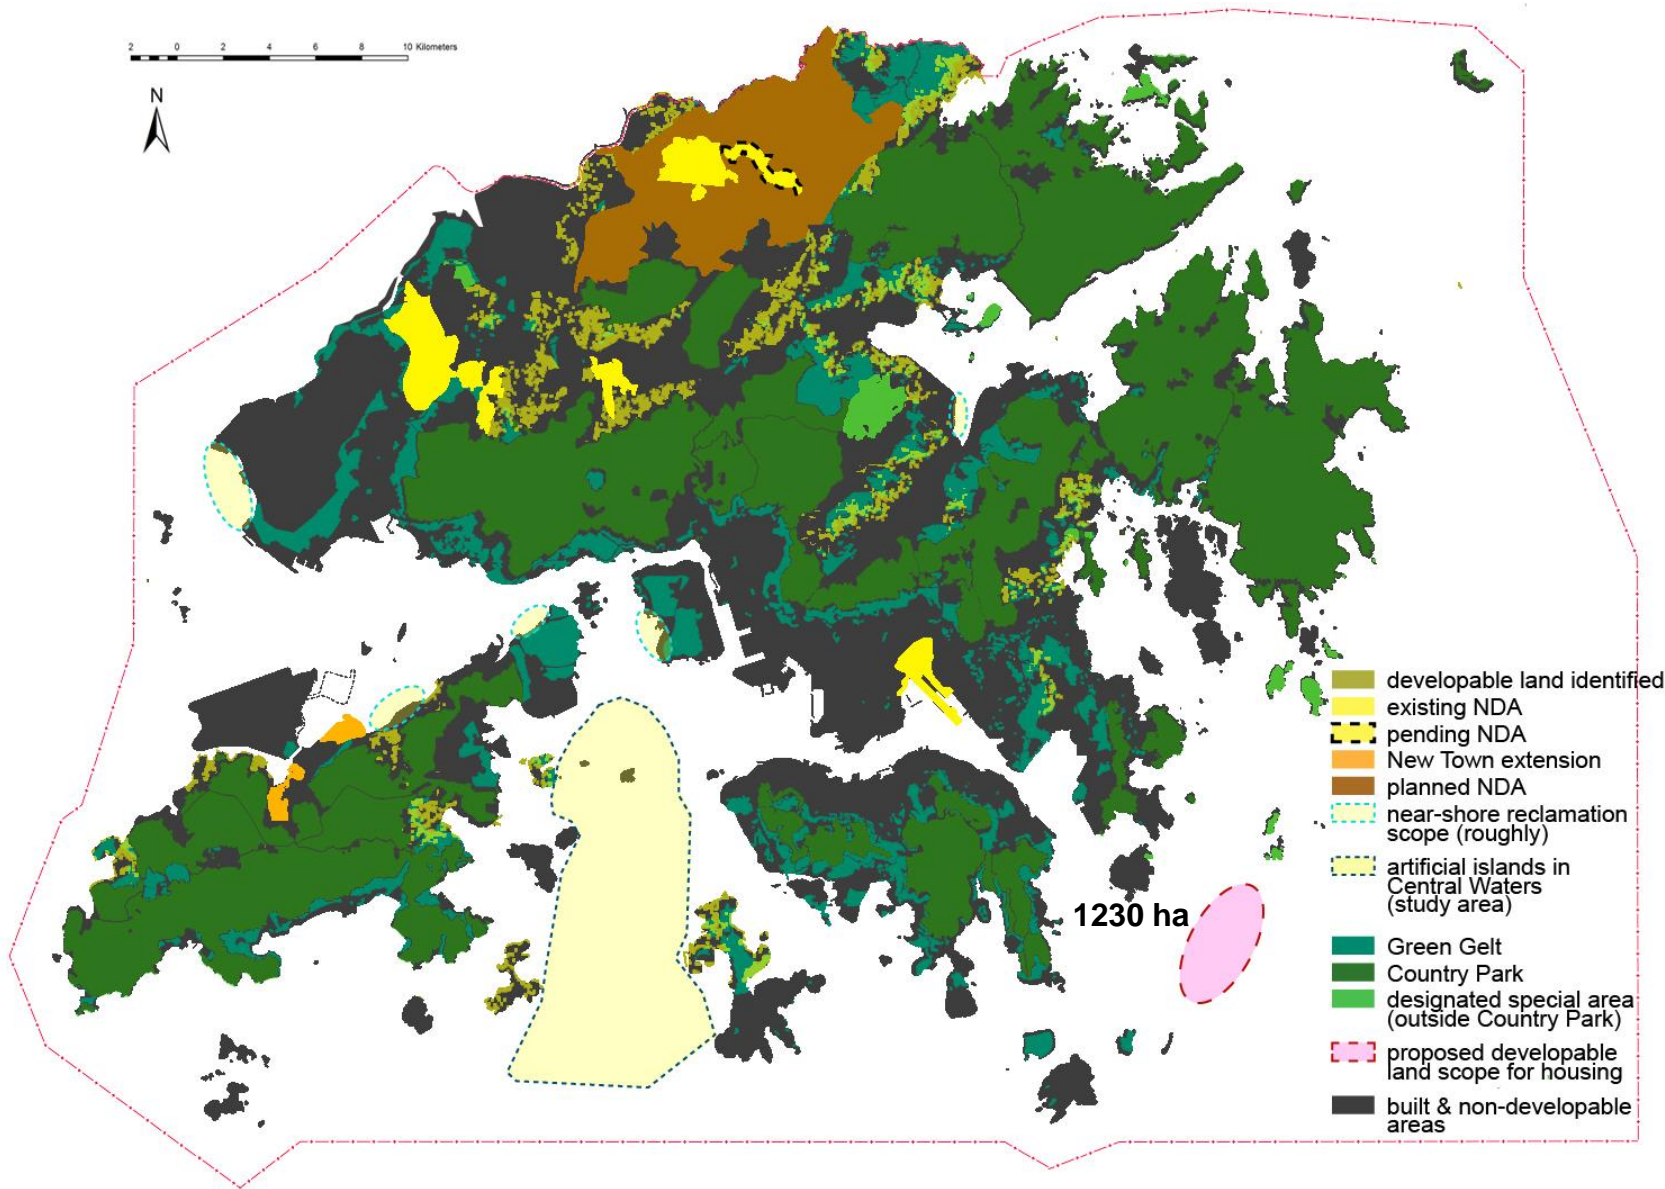 2 0 2 4 6 8 10 Kilometers
N
developable land identified
existing NDA
pending NDA
New Town extension
planned NDA
near-shore reclamation
scope (roughly)
artificial islands in
Central Waters
(study area)
1230 ha
Green Gelt
Country Park
designated special area
(outside Country Park)
proposed developable
land scope for housing
built & non-developable
areas